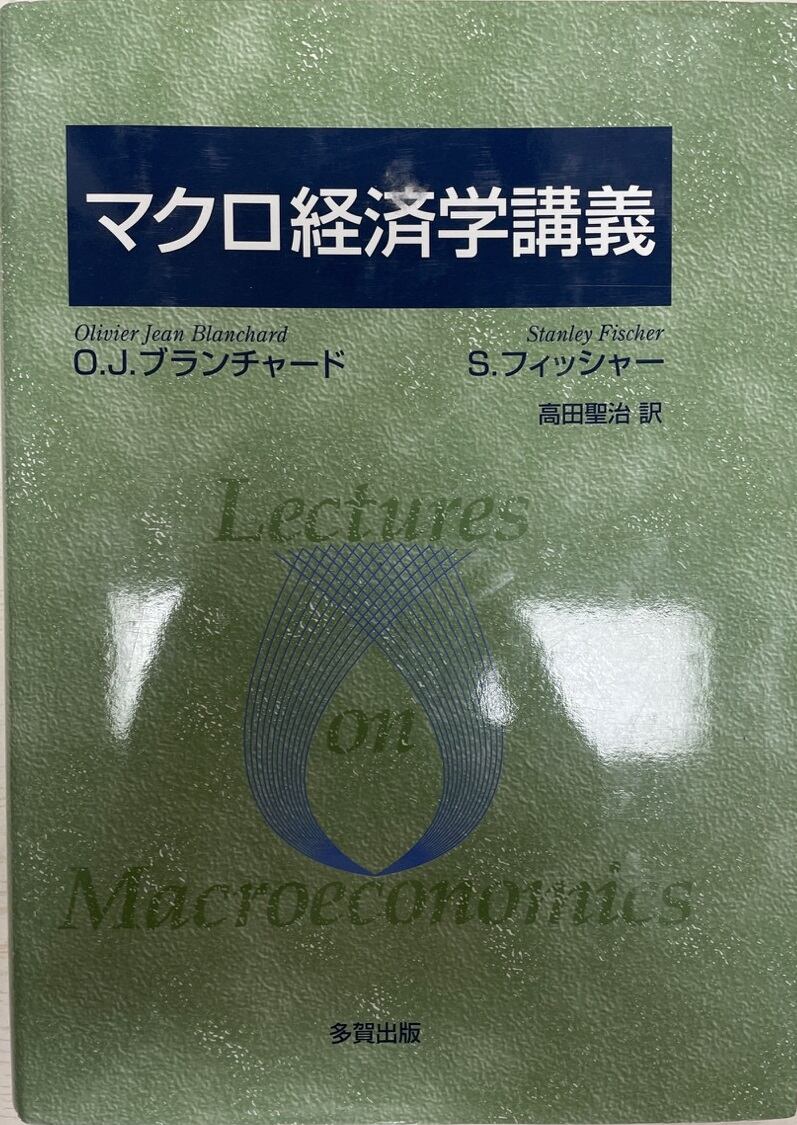 マクロ経済学講義
Olivier Jean Blanchard
O.J.ブランチャード
Stanley Fischer
S.フィッシャー
高田聖治 訳
Lectures
on
Macroeconomics
多賀出版